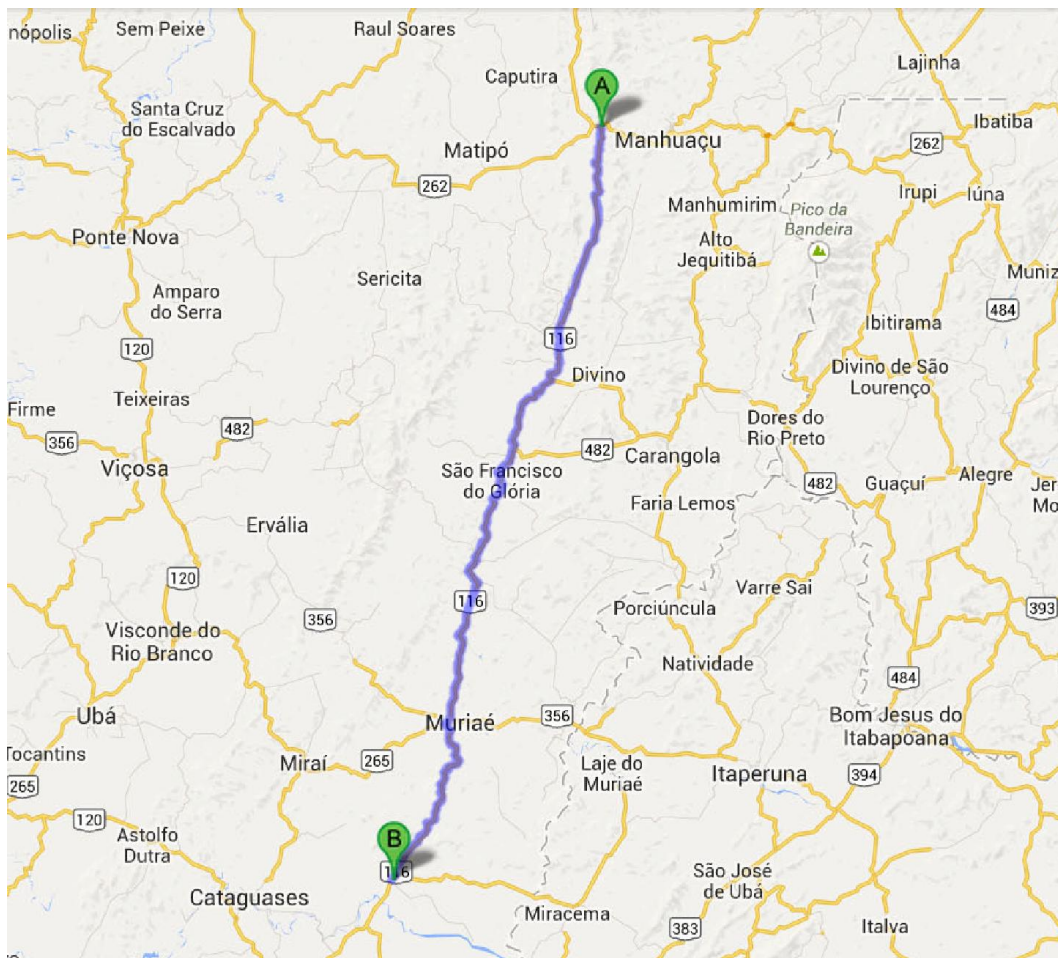 nópolis
Sem Peixe
Raul Soares
Lajinha
Caputira
A
Santa Cruz
do Escalvado
Ibatiba
Manhuaçu
262
Matipó
262
Irupi
Iúna
Manhumirim
Pico da
Bandeira
Ponte Nova
Alto
Jequitibá
Sericita
Muniz
Amparo
do Serra
484
Ibitirama
116
120
Divino
Divino de São
Lourenço
Teixeiras
Firme
482
356
Dores do
Rio Preto
482
Carangola
Viçosa
São Francisco
do Glória
Alegre
482
Guaçuí
Jer
Mo
Faria Lemos
Ervália
120
Varre Sai
116
Porciúncula
393
356
Visconde do
Rio Branco
Natividade
484
Ubá
Muriaé
356
Bom Jesus do
Itabapoana
Tocantins
265
Miraí
Laje do
Muriaé
Itaperuna
394
265
120
Astolfo
Dutra
B
116
São José
de Ubá
Cataguases
Miracema
383
Italva